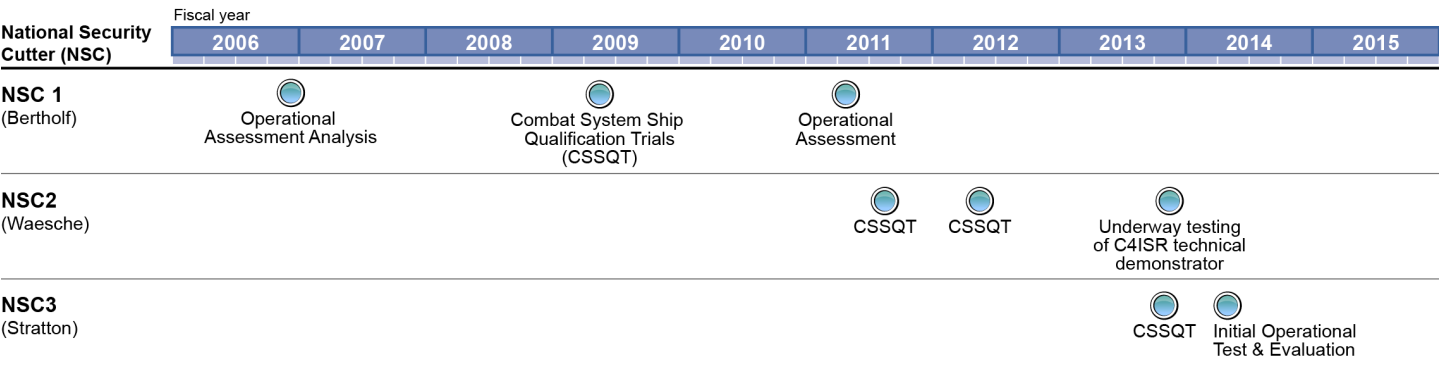 Fiscal year
National Security
Cutter (NSC)
2006 2007 2008 2009 2010 2011 2012 2013 2014 2015
NSC 1
(Bertholf)
Operational
Assessment Analysis
Combat System Ship
Qualification Trials
(CSSQT)
Operational
Assessment
NSC2
(Waesche)
CSSQT
CSSQT
Underway testing
of C4ISR technical
demonstrator
NSC3
(Stratton)
CSSQT
Initial Operational
Test & Evaluation